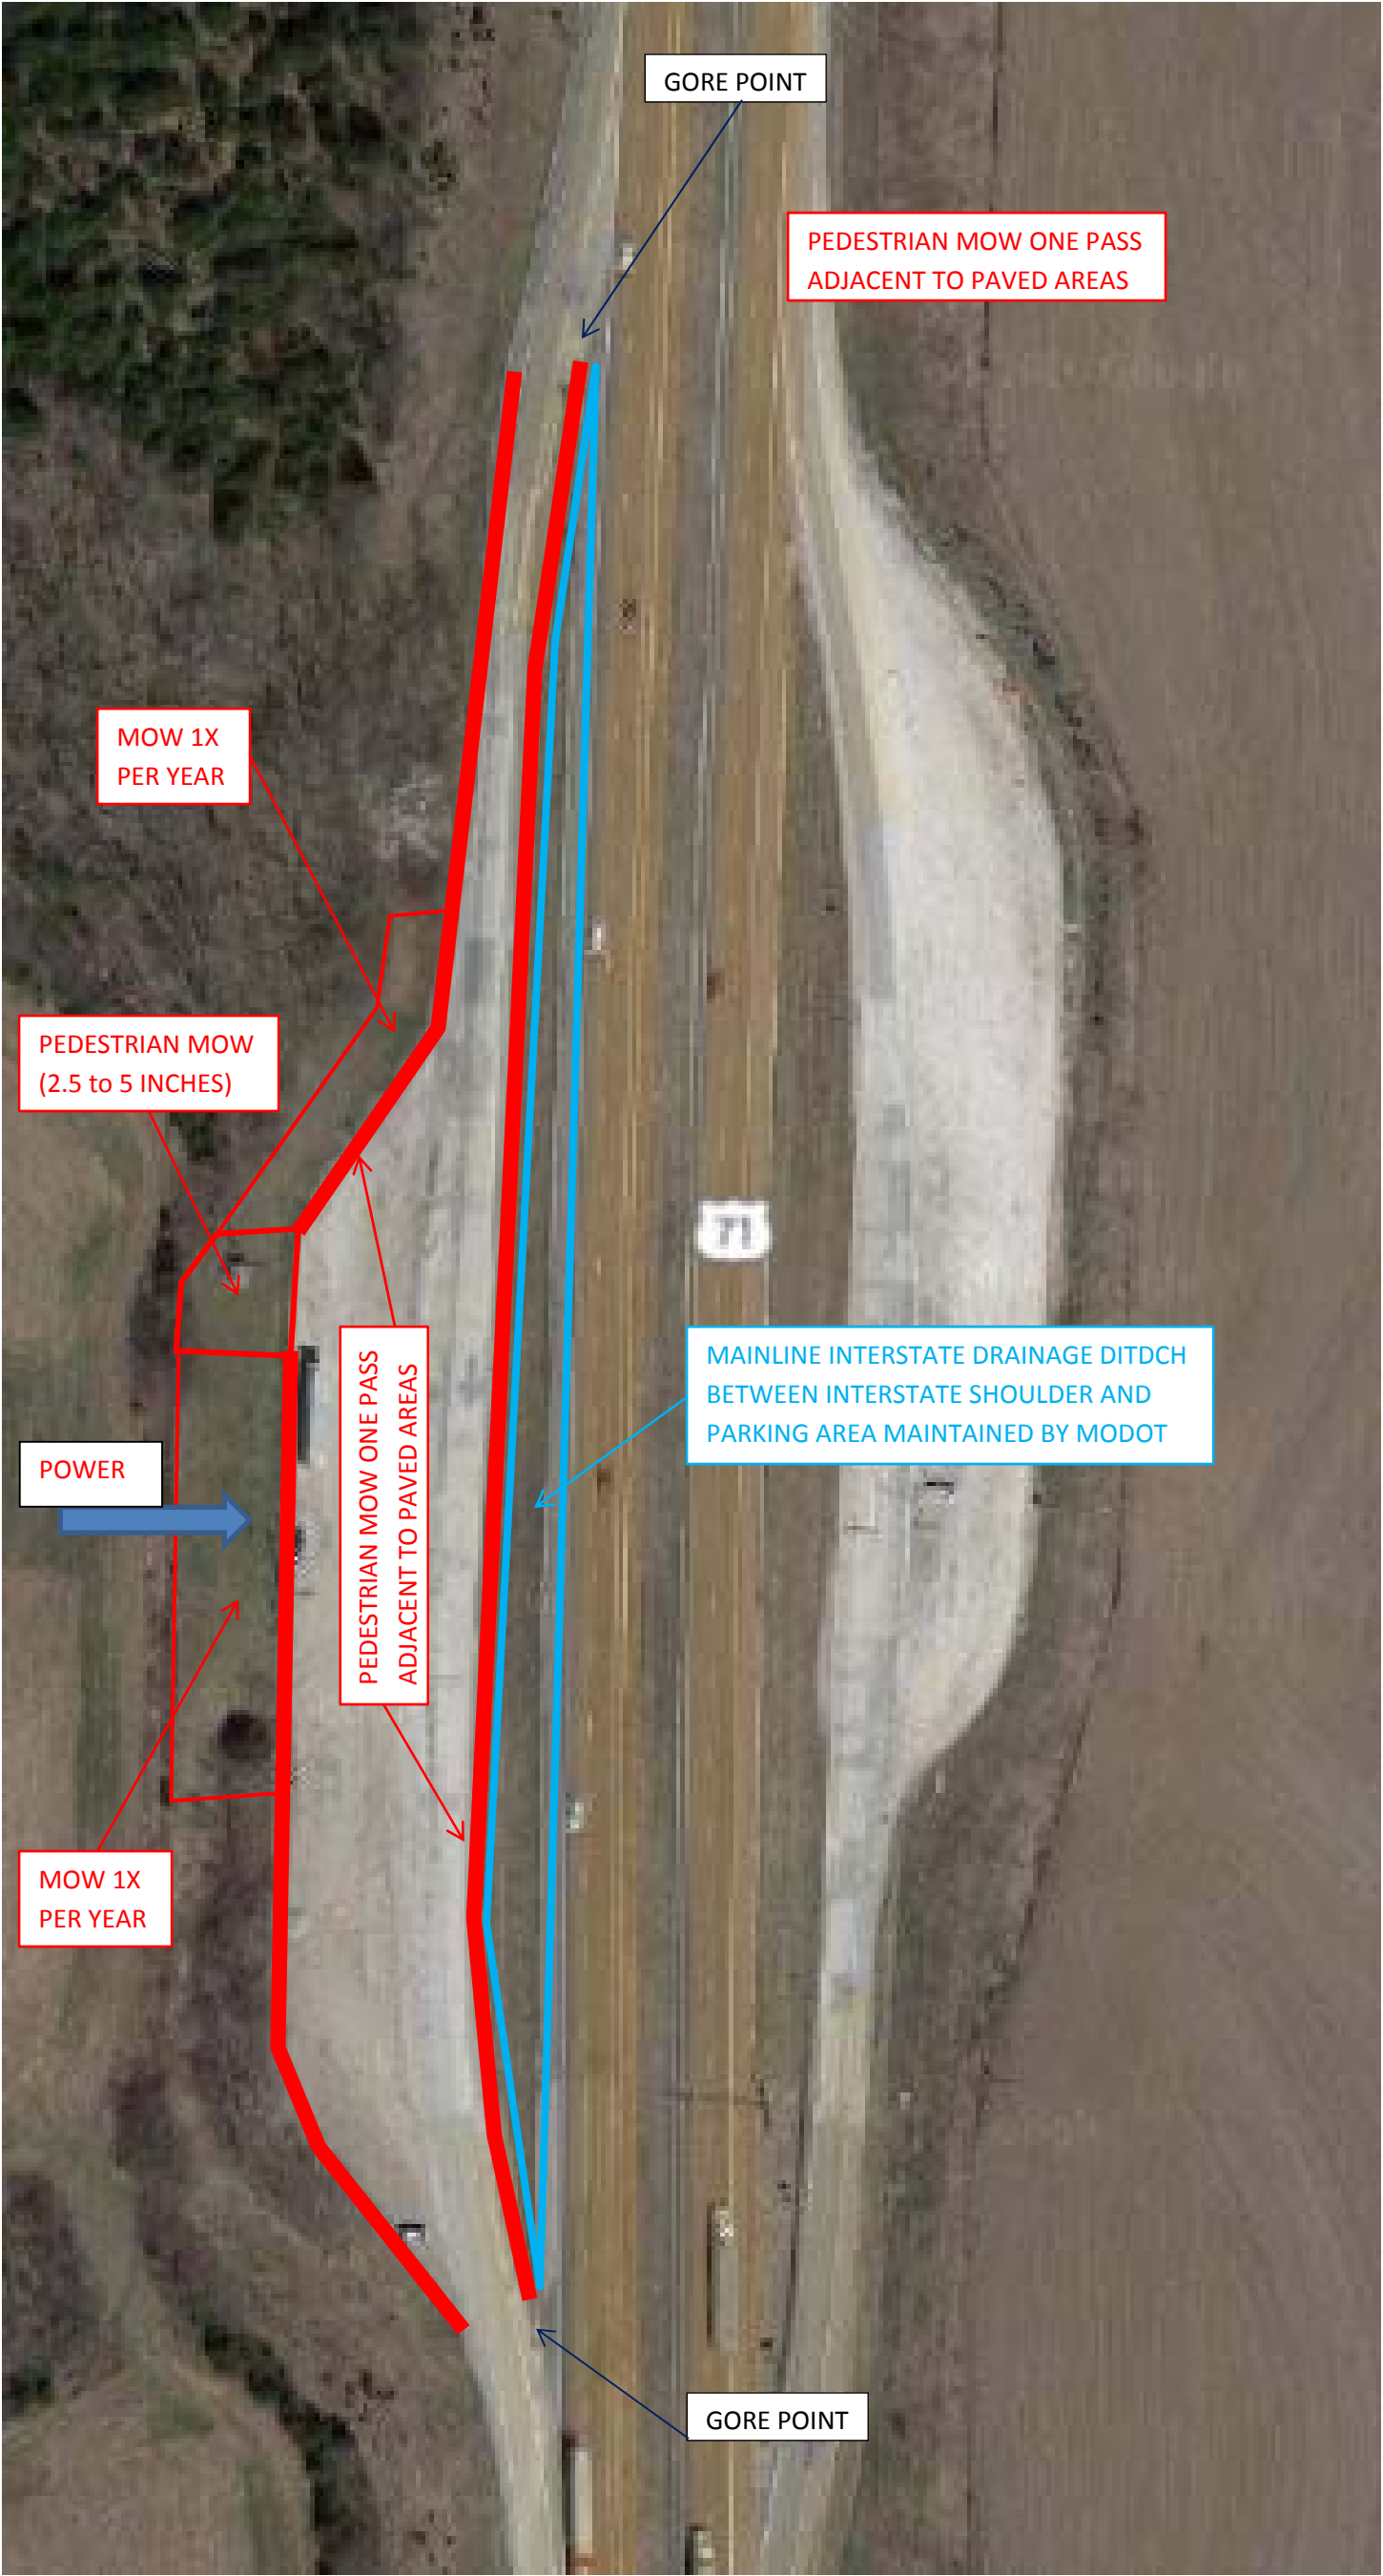 GORE POINT
PEDESTRIAN MOW ONE PASS
ADJACENT TO PAVED AREAS
MOW 1X
PER YEAR
PEDESTRIAN MOW
(2.5 to 5 INCHES)
71
PEDESTRIAN MOW ONE PASS
ADJACENT TO PAVED AREAS
MAINLINE INTERSTATE DRAINAGE DITDCH
BETWEEN INTERSTATE SHOULDER AND
PARKING AREA MAINTAINED BY MODOT
POWER
MOW 1X
PER YEAR
GORE POINT